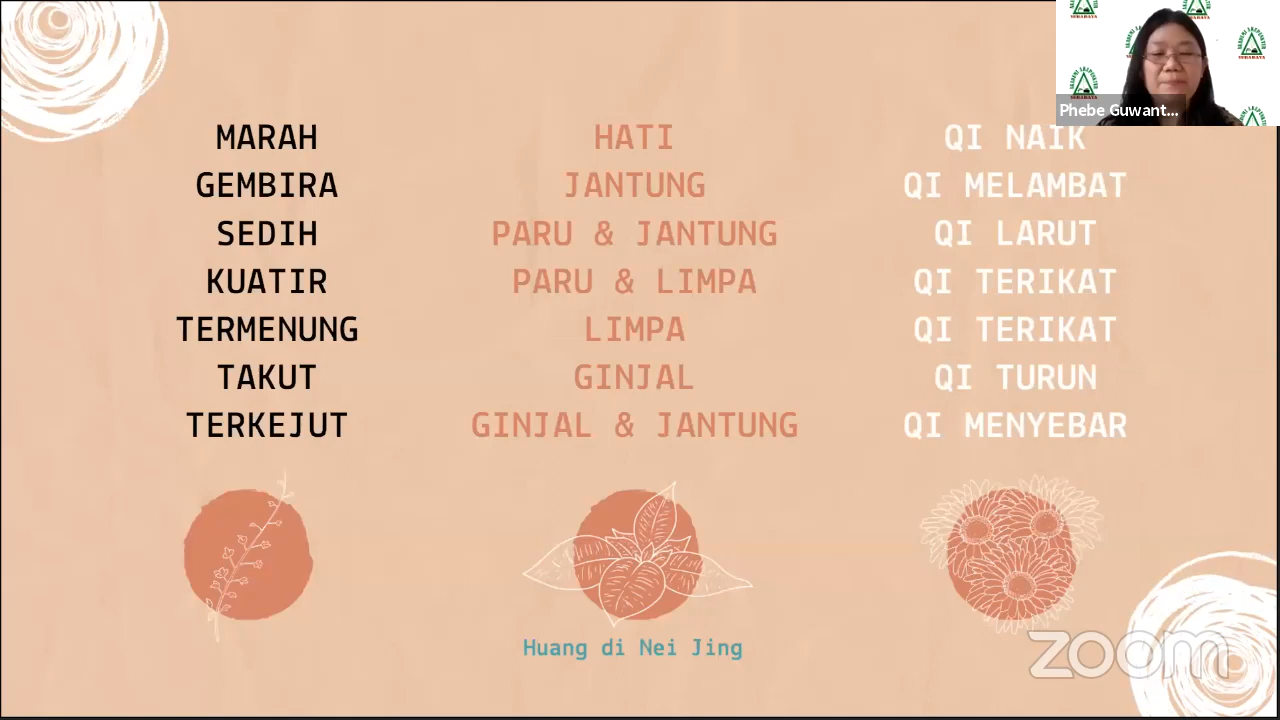 Phebe Guwant...
MARAH HATI QI NAIK
GEMBIRA JANTUNG QI MELAMBAT
SEDIH PARU & JANTUNG QI LARUT
KUATIR PARU & LIMPA QI TERIKAT
TERMENUNG LIMPA QI TERIKAT
TAKUT GINJAL QI TURUN
TERKEJUT GINJAL & JANTUNG QI MENYEBAR
Huang di Nei Jing
zoom